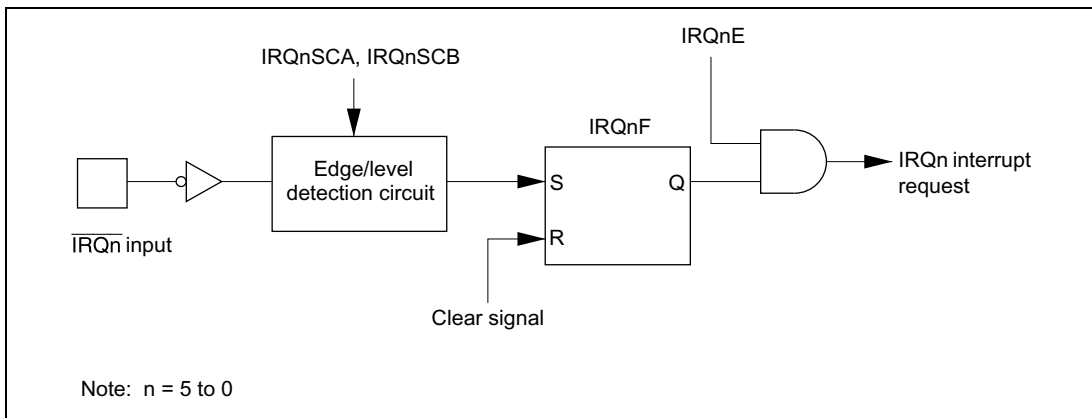 IRQnE
IRQnSCA, IRQnSCB
IRQnF
Edge/level
detection circuit
S
Q
R
IRQn interrupt
request
IRQn input
Clear signal
Note: n = 5 to 0